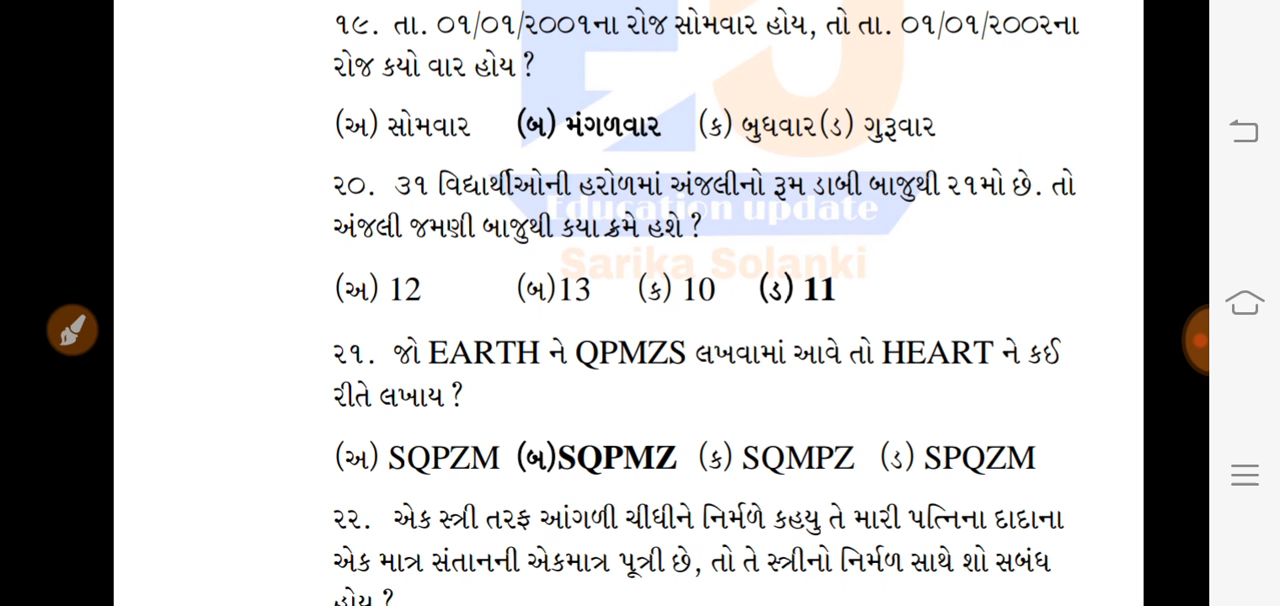 ૧૯. તા. ૦૧/૦૧/૨૦૦૧ના રોજ સોમવાર હોય, તો તા. ૦૧/૦૧/૨૦૦૨ના
રોજ કયો વાર હોય ?
(અ) સોમવાર (બ) મંગળવાર (ક) બુધવાર(ડ) ગુરૂવાર
૨૦. ૩૧ વિદ્યાર્થીઓની હરોળમાં અંજલીનો રૂમ ડાબી બાજુથી ૨૧મો છે. તો
Education update
અંજલી જમણી બાજુથી કયા ક્રમે હશે ?
Sarika Solanki
(અ) 12 (બ)13 (ક) 10 (ડ) 11
૨૧. જો EARTH ને QPMZS લખવામાં આવે તો HEART ને કઈ
રીતે લખાય ?
(અ) SQPZM (બ)SQPMZ (ક) SQMPZ (ડ) SPQZM
૨૨. એક સ્ત્રી તરફ આંગળી ચીધીને નિર્મળે કહયુ તે મારી પત્નિના દાદાના
એક માત્ર સંતાનની એકમાત્ર પૂત્રી છે, તો તે સ્ત્રીનો નિર્મળ સાથે શો સબંધ
હોય ?